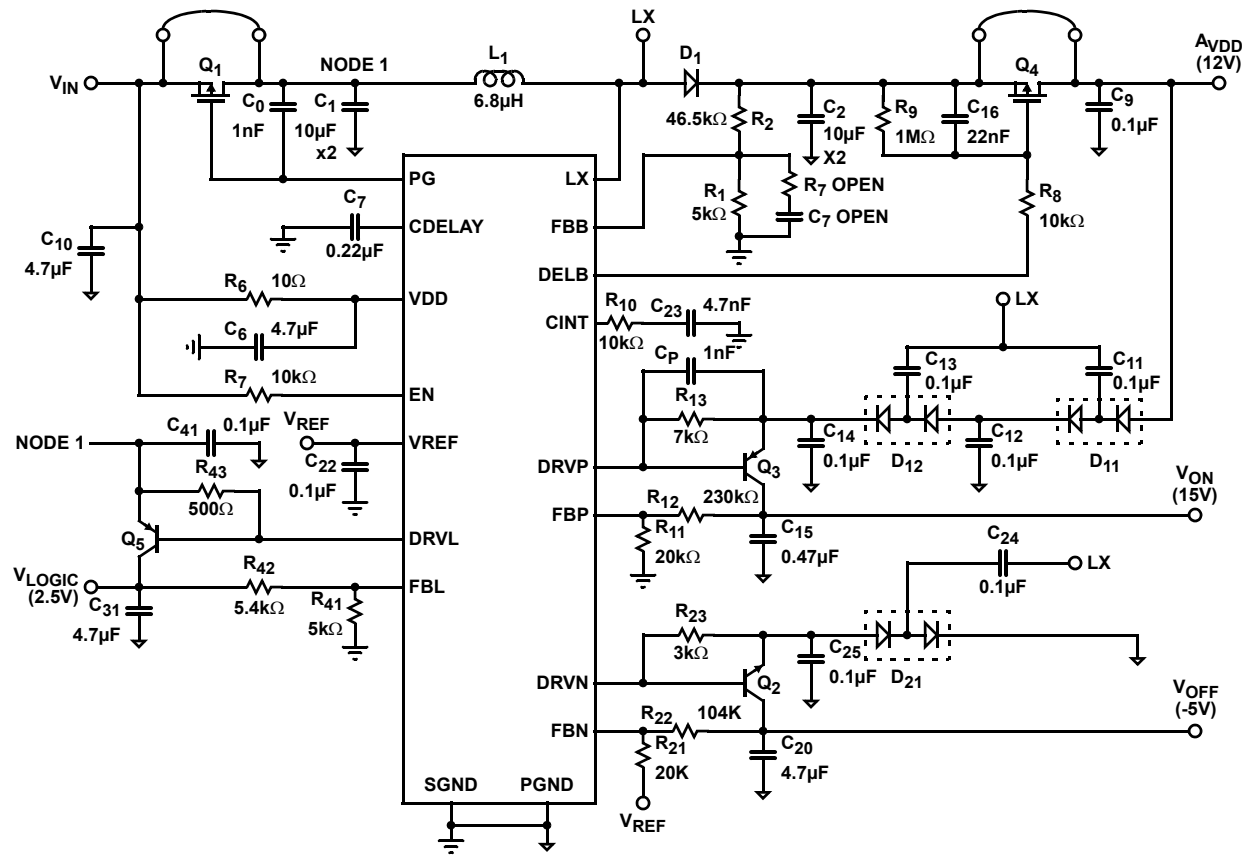 LX
Q1
VIN
NODE 1
C0
1nF
C1
10µF
x2
L1
6.8µH
D1
46.5kΩ
R2
C2
10µF
X2
R9
1MΩ
C16
22nF
Q4
C9
0.1µF
AVDD
(12V)
R1
5kΩ
R7 OPEN
C7 OPEN
R8
10kΩ
PG
CDELAY
VDD
EN
VREF
DRVL
FBL
SGND
PGND
LX
FBB
DELB
CINT
DRVP
FBP
DRVN
FBN
C7
0.22µF
C10
4.7µF
R6
10Ω
C6
4.7µF
R7
10kΩ
NODE 1
C41
0.1µF
VREF
C22
0.1µF
R43
500Ω
Q5
VLOGIC
(2.5V)
C31
4.7µF
R42
5.4kΩ
R41
5kΩ
R10
10kΩ
C23
4.7nF
CP
1nF
R13
7kΩ
Q3
C14
0.1µF
C13
0.1µF
D12
C12
0.1µF
LX
C11
0.1µF
D11
R12
230kΩ
R11
20kΩ
C15
0.47µF
VON
(15V)
C24
0.1µF
LX
R23
3kΩ
Q2
C25
0.1µF
D21
R22
104K
R21
20K
VREF
C20
4.7µF
VOFF
(-5V)